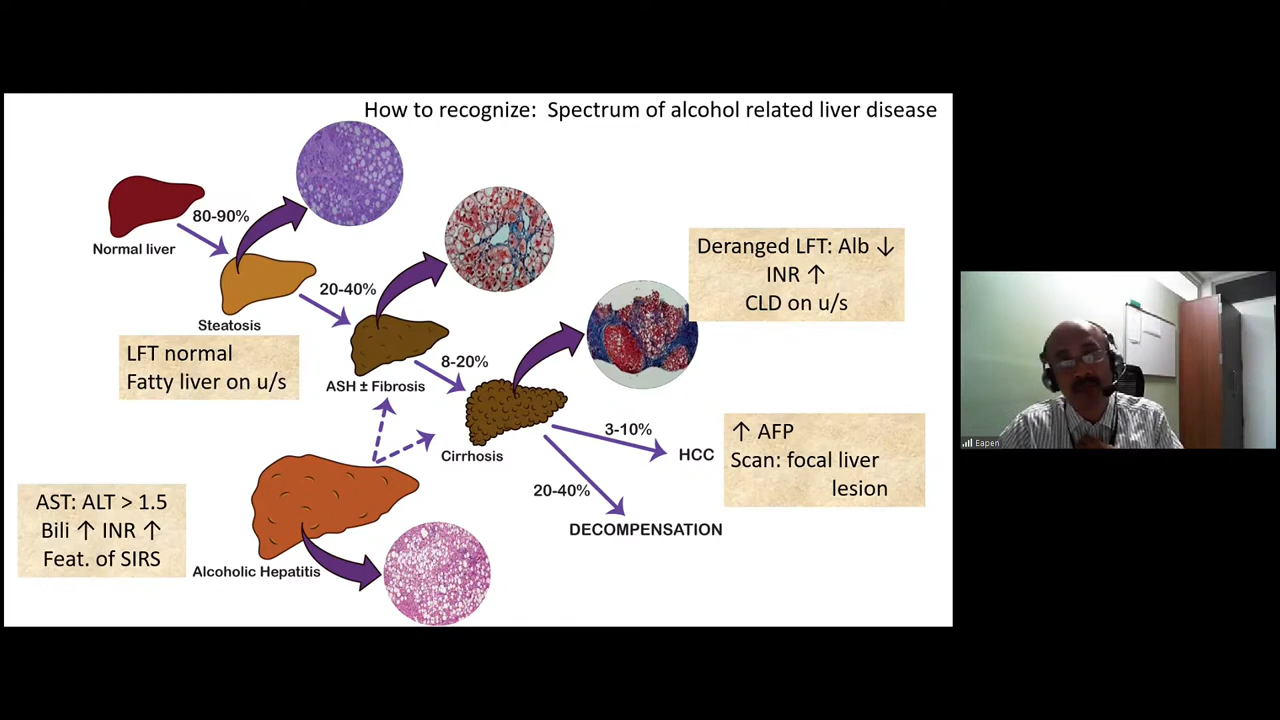 How to recognize: Spectrum of alcohol related liver disease
80-90%
Normal liver
Steatosis
LFT normal
Fatty liver on u/s
20-40%
ASH ± Fibrosis
8-20%
Cirrhosis
Deranged LFT: Alb ↓
INR ↑
CLD on u/s
3-10%
HCC
↑ AFP
Scan: focal liver
lesion
20-40%
DECOMPENSATION
AST: ALT > 1.5
Bili ↑ INR ↑
Feat. of SIRS
Alcoholic Hepatitis
Eapen